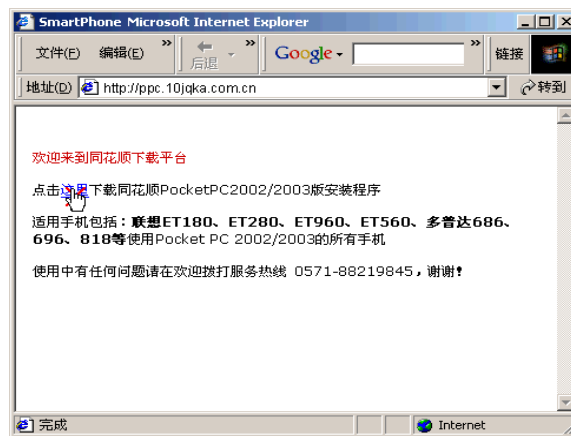 SmartPhone Microsoft Internet Explorer
文件(F) 编辑(E) » 后退 » Google » 链接
地址(D) http://ppc.10jqka.com.cn 转到
欢迎来到同花顺下载平台
点击这里下载同花顺PocketPC2002/2003版安装程序
适用手机包括：联想ET180、ET280、ET960、ET560、多普达686、
696、818等使用Pocket PC 2002/2003的所有手机
使用中有任何问题请在欢迎拨打服务热线 0571-88219845，谢谢！
完成 Internet